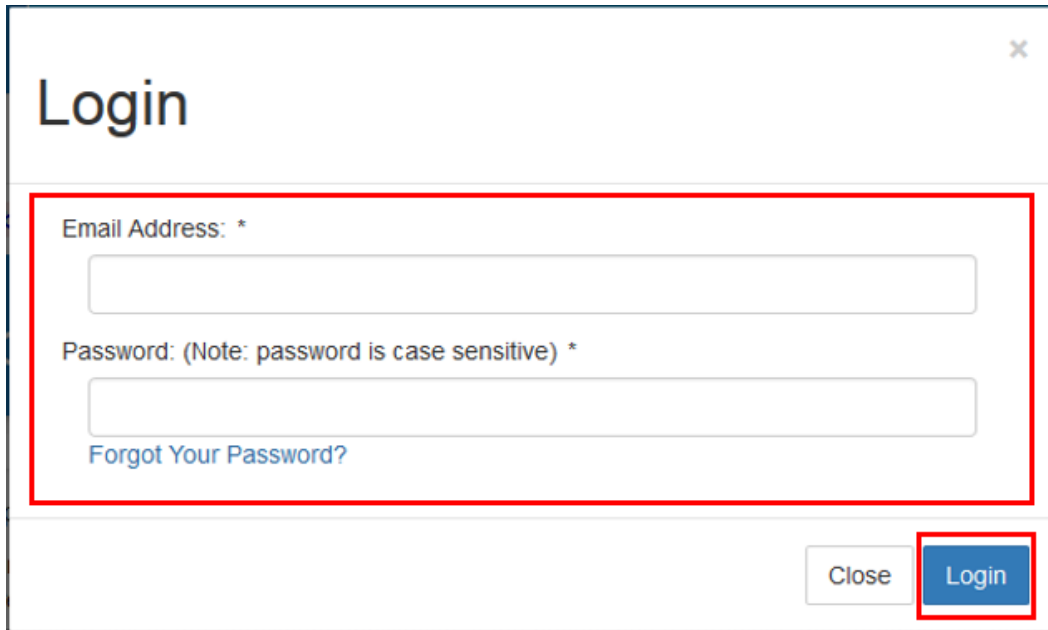 ×
Login
Email Address: *
Password: (Note: password is case sensitive) *
Forgot Your Password?
Close Login